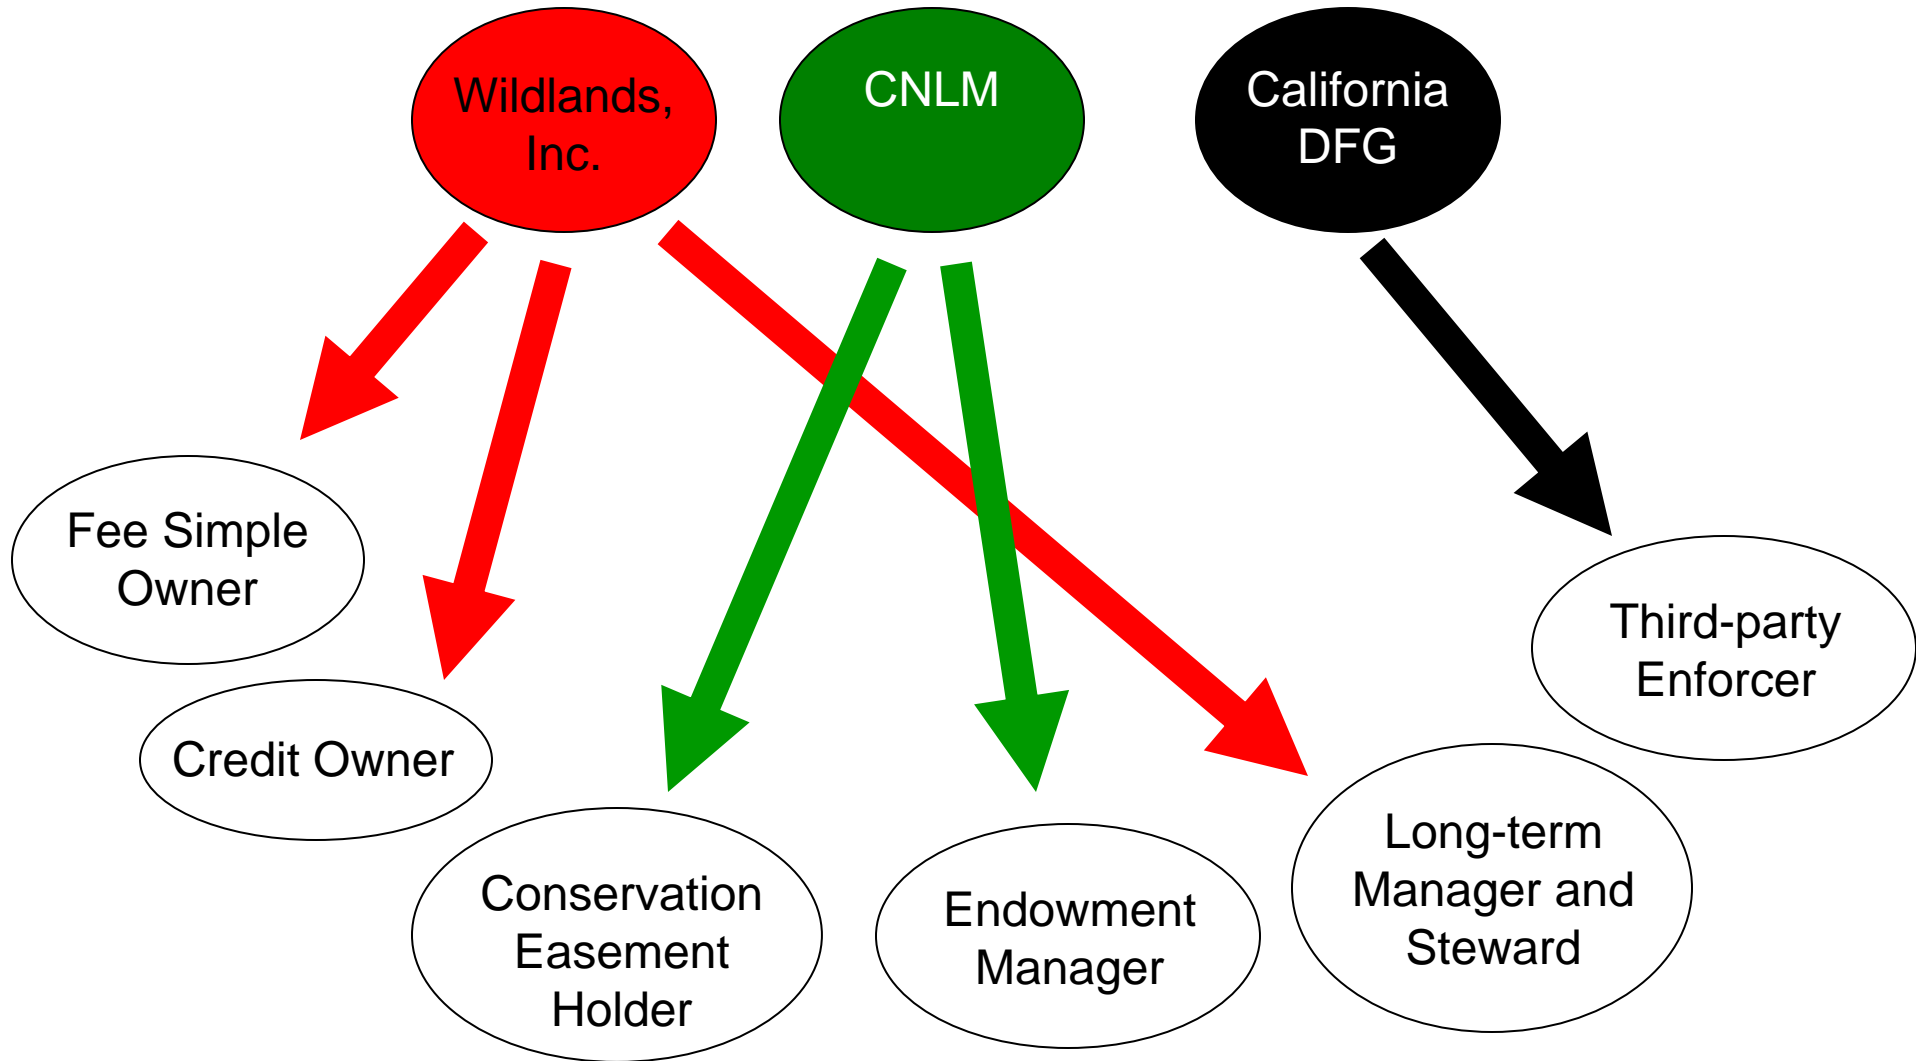 Wildlands,
Inc.
CNLM
California
DFG
Fee Simple
Owner
Credit Owner
Conservation
Easement
Holder
Endowment
Manager
Long-term
Manager and
Steward
Third-party
Enforcer